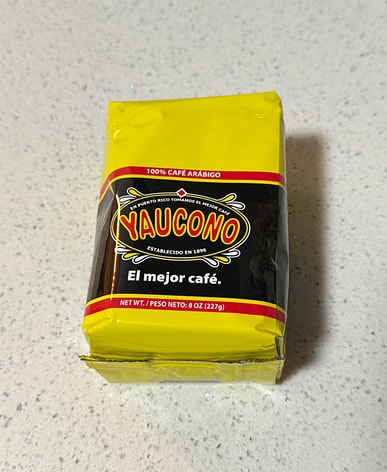 100% CAFÉ ARÁBIGO
EN PUERTO RICO TOMAMOS EL MEJOR CAFÉ
YAUCONO
ESTABLECIDO EN 1896
El mejor café.
NET WT. / PESO NETO: 8 OZ (227g)